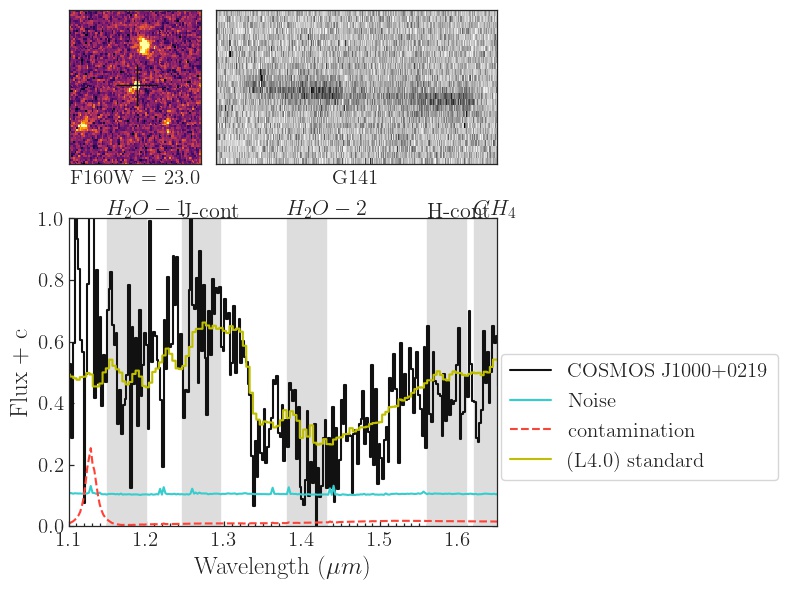 F160W = 23.0
G141
H₂O − 1
J-cont
H₂O − 2
H-cont
CH₄
1.0
0.8
0.6
0.4
0.2
0.0
Flux + c
1.1
1.2
1.3
1.4
1.5
1.6
Wavelength (μm)
COSMOS J1000+0219
Noise
contamination
(L4.0) standard